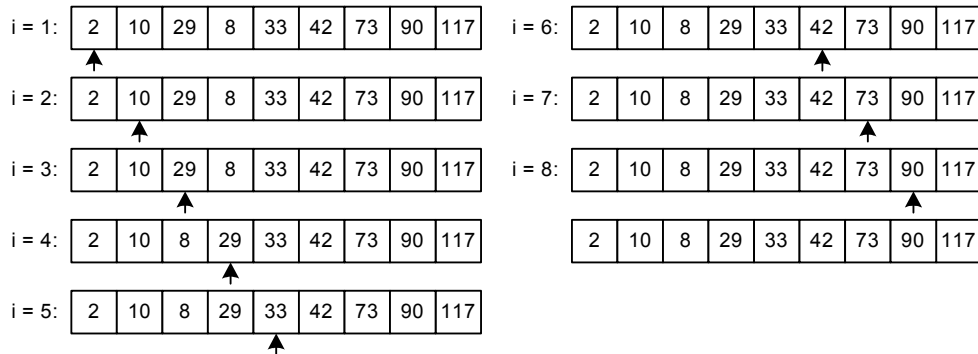 i = 1: 2 10 29 8 33 42 73 90 117
i = 2: 2 10 29 8 33 42 73 90 117
i = 3: 2 10 29 8 33 42 73 90 117
i = 4: 2 10 8 29 33 42 73 90 117
i = 5: 2 10 8 29 33 42 73 90 117
i = 6: 2 10 8 29 33 42 73 90 117
i = 7: 2 10 8 29 33 42 73 90 117
i = 8: 2 10 8 29 33 42 73 90 117
2 10 8 29 33 42 73 90 117